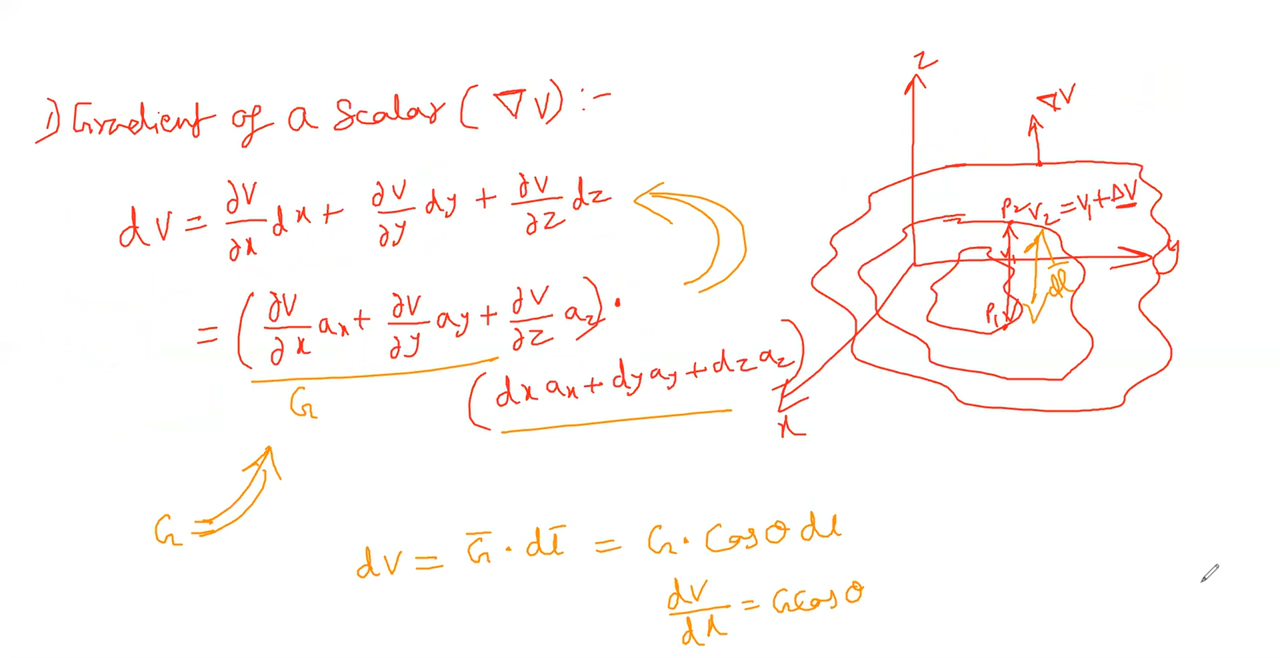 1) Gradient of a Scalar (∇V) :-
dV = ∂V/∂x dx + ∂V/∂y dy + ∂V/∂z dz
= (∂V/∂x ax + ∂V/∂y ay + ∂V/∂z az) ·
(dx ax + dy ay + dz az)
G
G
dV = G̅ · dl̅ = G · Cosθ dl
dV/dl = G cosθ
z
∇V
P2 V2 = V1 + ΔV
V1
y
dl
P1
x